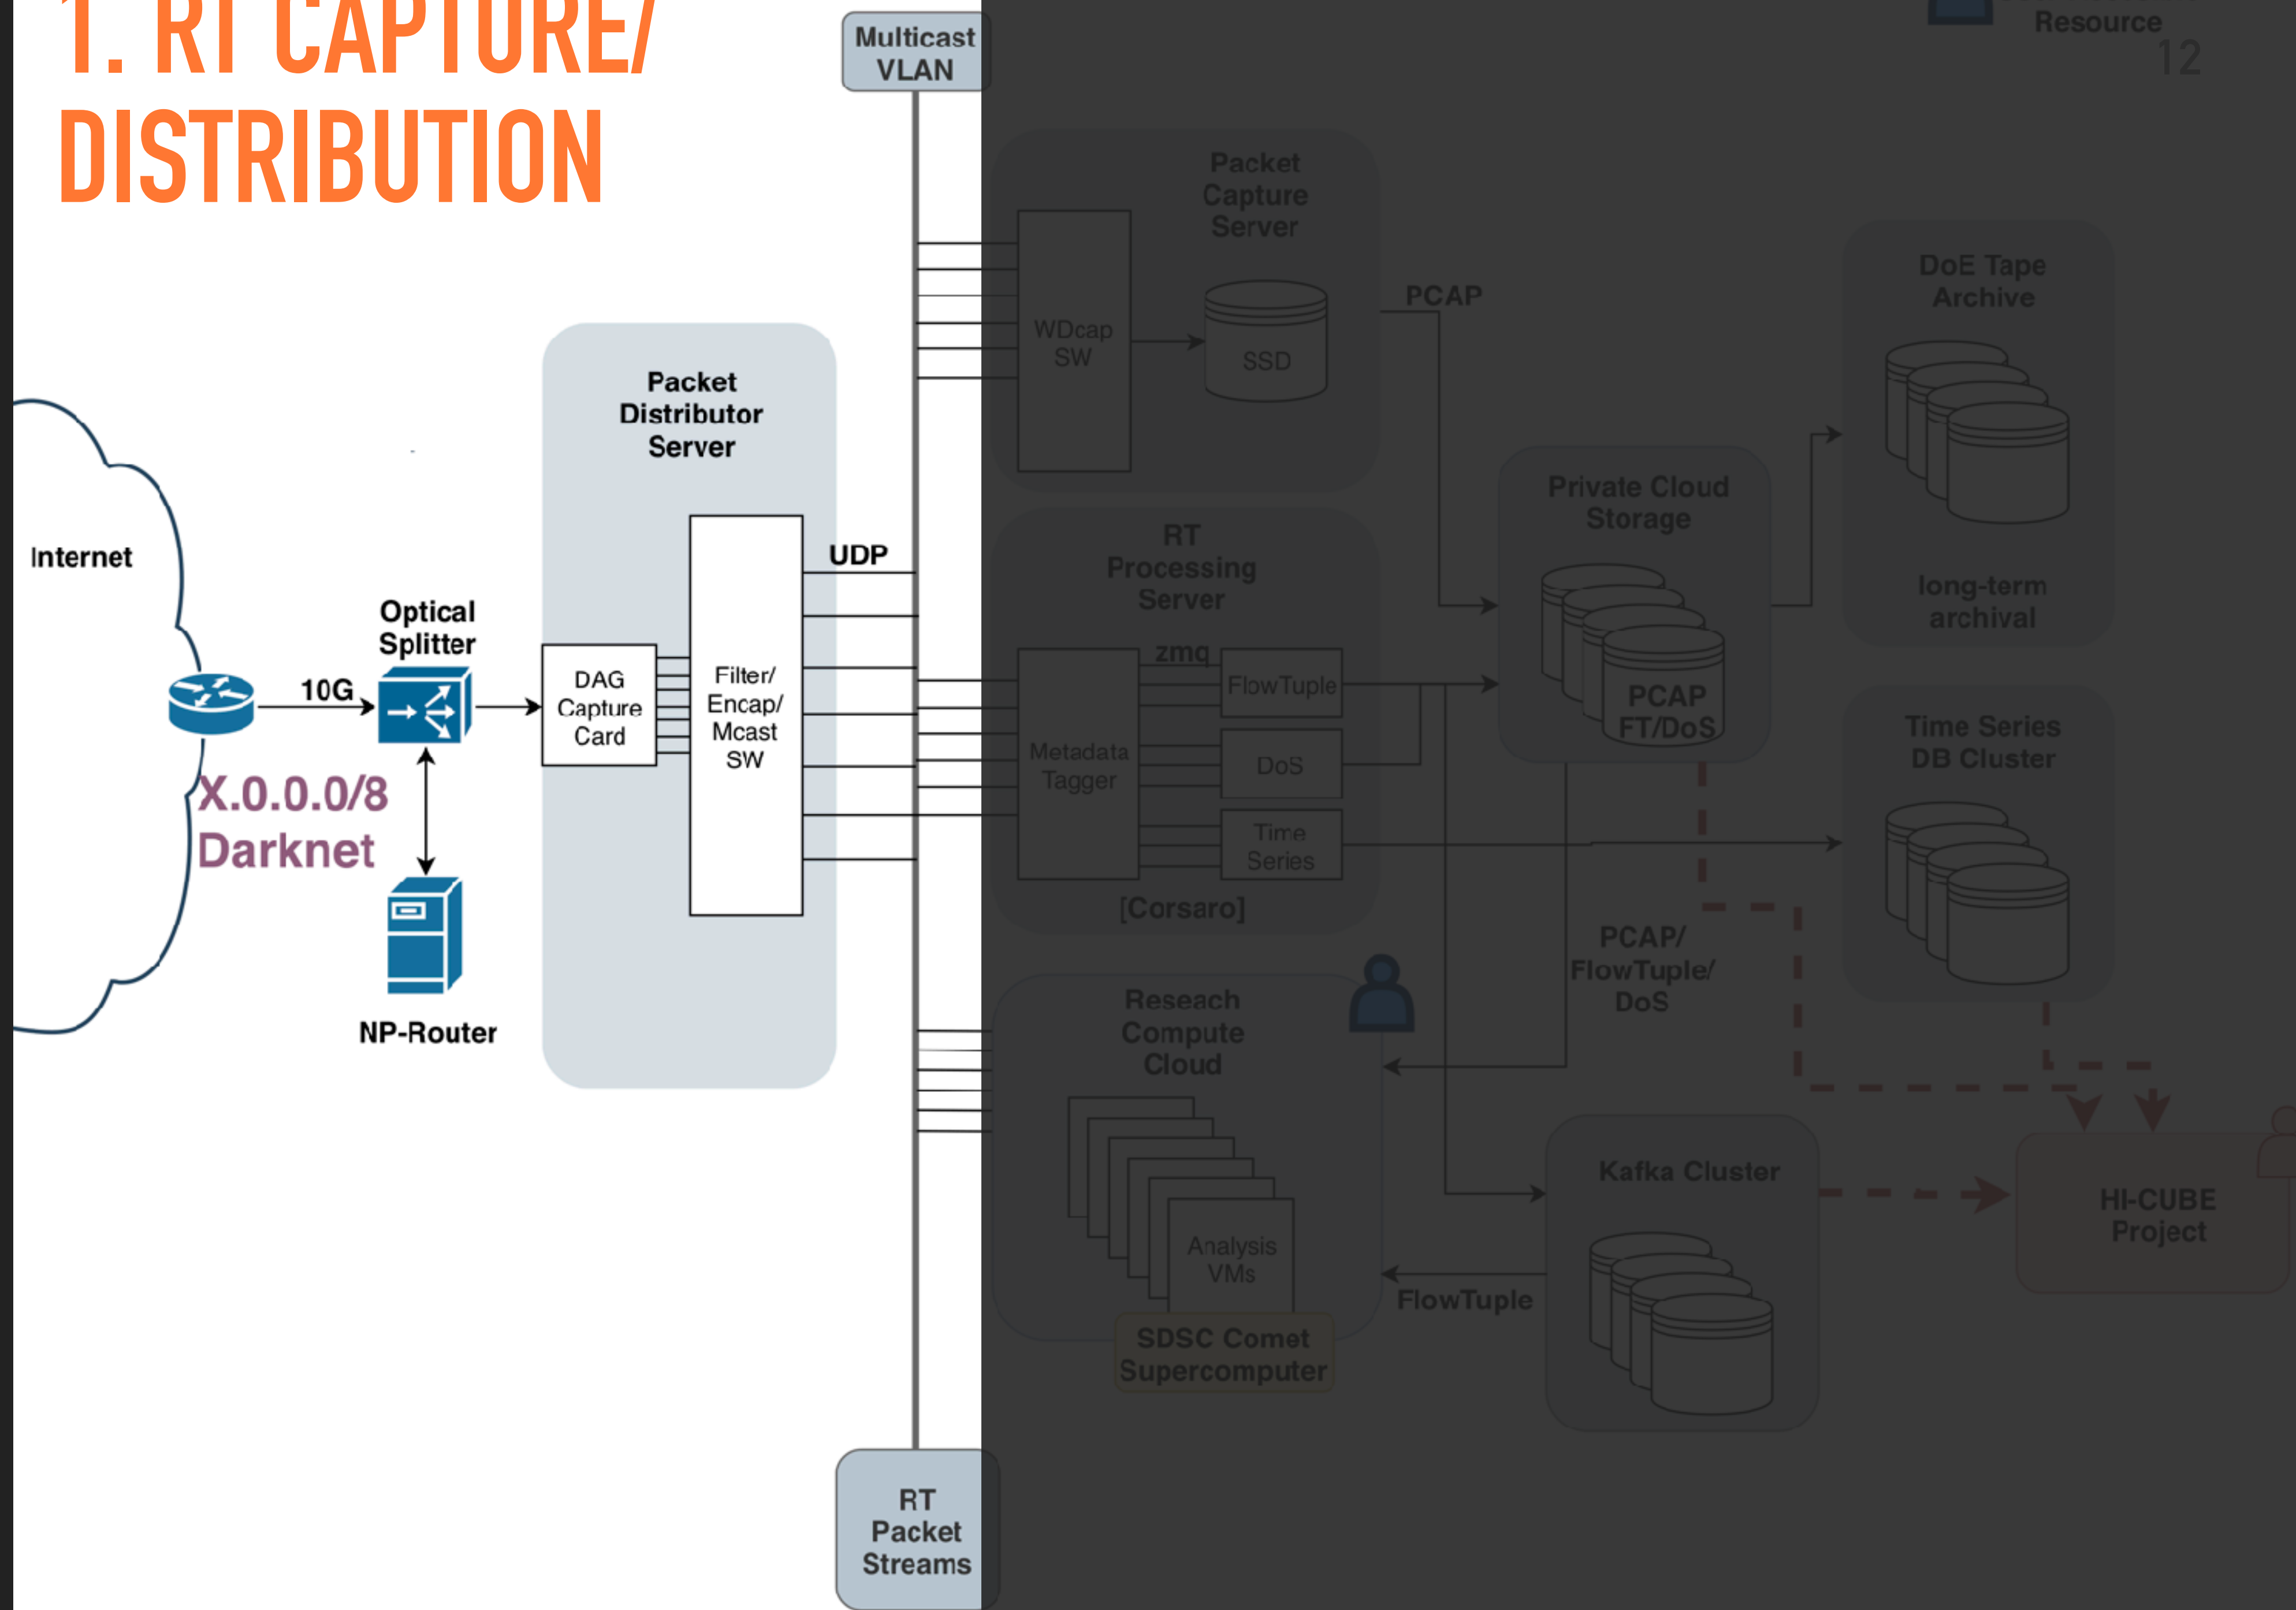 1. RT CAPTURE/
DISTRIBUTION
Multicast
VLAN
Resource
12
Internet
10G
Optical
Splitter
X.0.0.0/8
Darknet
NP-Router
Packet
Distributor
Server
DAG
Capture
Card
Filter/
Encap/
Mcast
SW
UDP
Packet
Capture
Server
WDcap
SW
SSD
PCAP
RT
Processing
Server
zmq
Metadata
Tagger
FlowTuple
DoS
Time
Series
[Corsaro]
Private Cloud
Storage
PCAP
FT/DoS
DoE Tape
Archive
long-term
archival
Time Series
DB Cluster
PCAP/
FlowTuple/
DoS
Reseach
Compute
Cloud
Analysis
VMs
SDSC Comet
Supercomputer
FlowTuple
Kafka Cluster
HI-CUBE
Project
RT
Packet
Streams